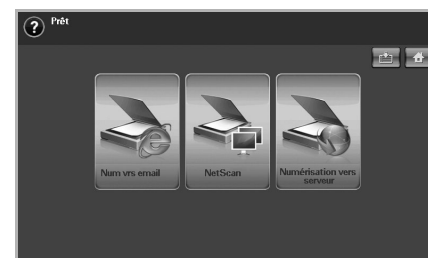 ? Prêt
Num vrs email
NetScan
Numérisation vers
serveur